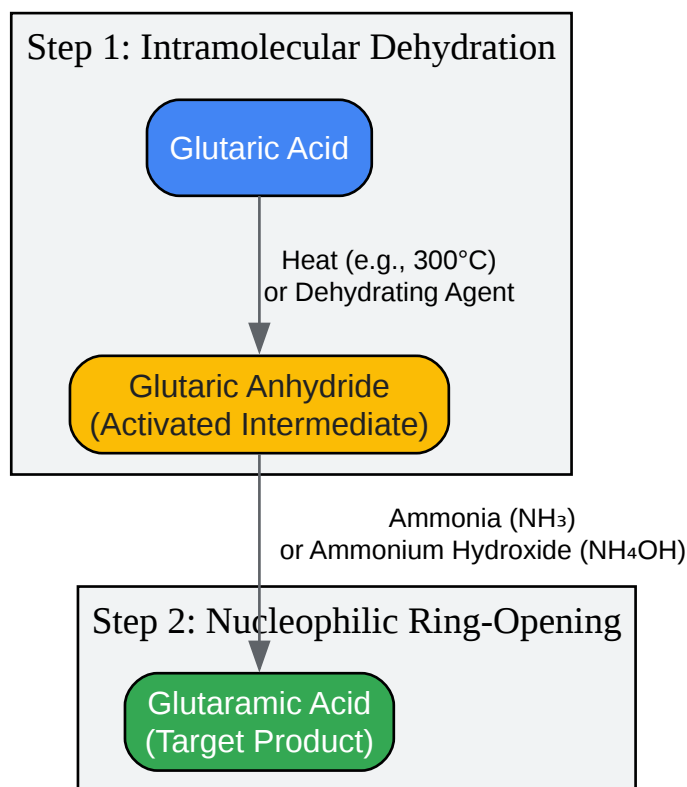 Step 1: Intramolecular Dehydration
Glutaric Acid
Heat (e.g., 300°C)
or Dehydrating Agent
Glutaric Anhydride
(Activated Intermediate)
Ammonia (NH₃)
or Ammonium Hydroxide (NH₄OH)
Step 2: Nucleophilic Ring-Opening
Glutaramic Acid
(Target Product)